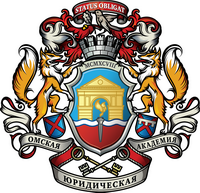 STATUS OBLIGAT
MCMXCVIII
ОМСКАЯ
АКАДЕМИЯ
ЮРИДИЧЕСКАЯ